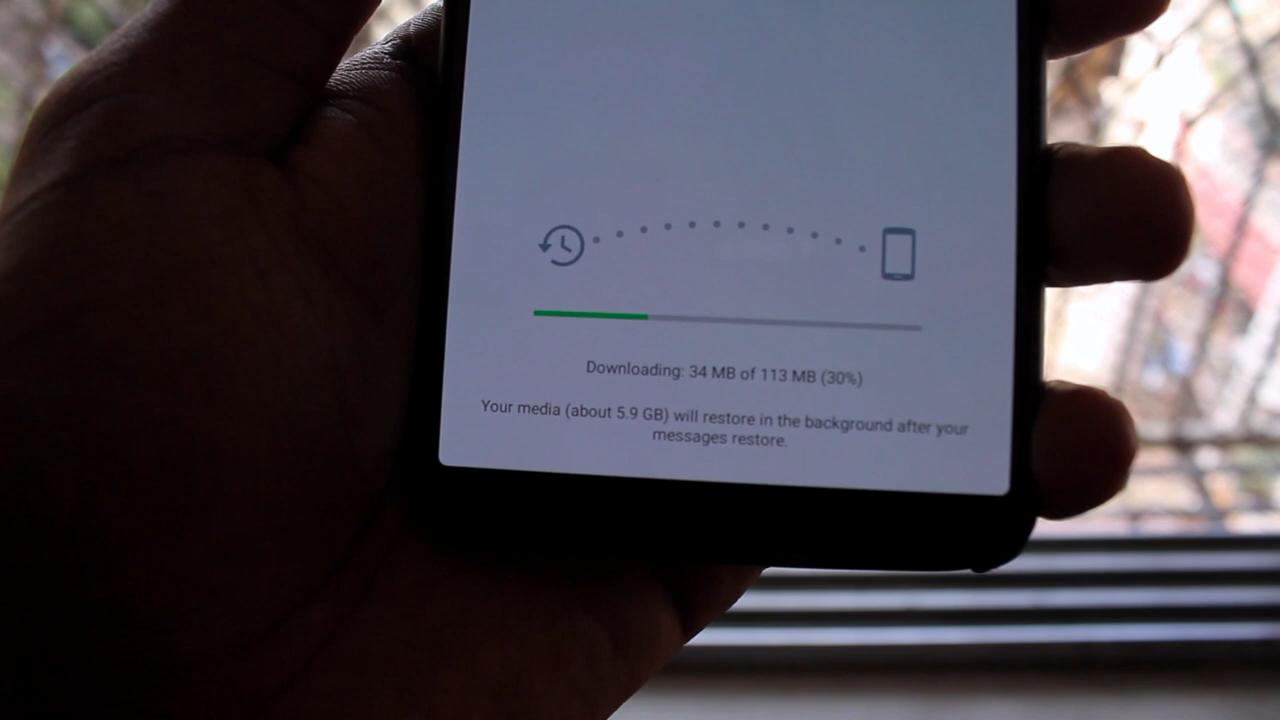 Downloading: 34 MB of 113 MB (30%)
Your media (about 5.9 GB) will restore in the background after your
messages restore.